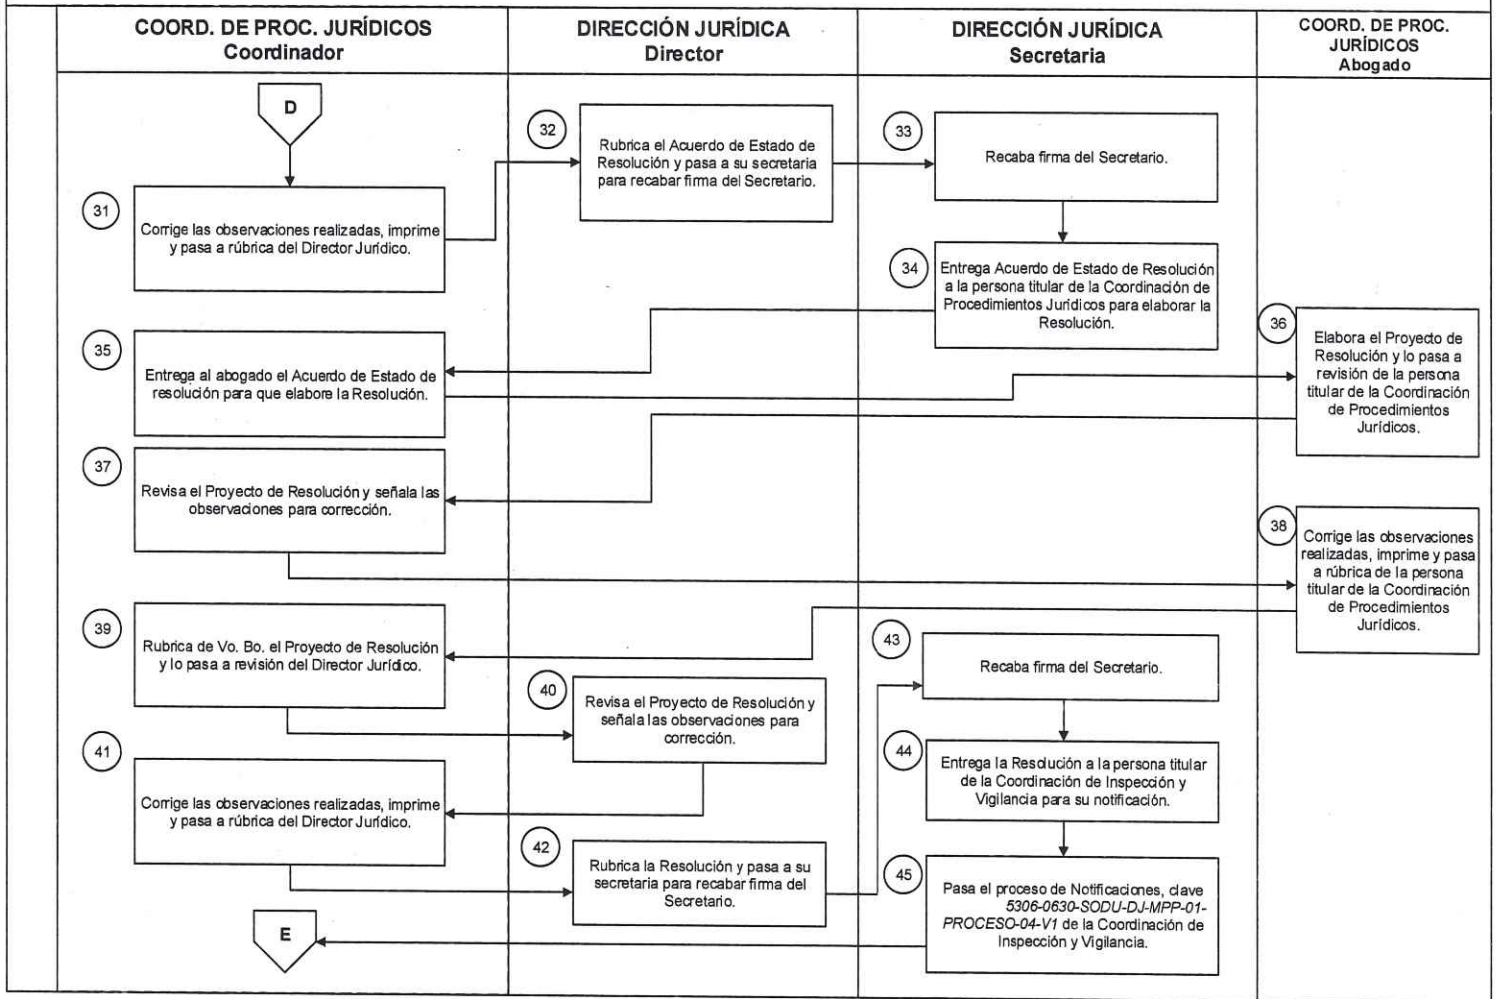 COORD. DE PROC. JURÍDICOS
Coordinador
DIRECCIÓN JURÍDICA
Director
DIRECCIÓN JURÍDICA
Secretaria
COORD. DE PROC.
JURÍDICOS
Abogado
D
31
Corrige las observaciones realizadas, imprime
y pasa a rúbrica del Director Jurídico.
32
Rubrica el Acuerdo de Estado de
Resolución y pasa a su secretaria
para recabar firma del Secretario.
33
Recaba firma del Secretario.
34
Entrega Acuerdo de Estado de Resolución
a la persona titular de la Coordinación de
Procedimientos Jurídicos para elaborar la
Resolución.
35
Entrega al abogado el Acuerdo de Estado de
resolución para que elabore la Resolución.
36
Elabora el Proyecto de
Resolución y lo pasa a
revisión de la persona
titular de la Coordinación
de Procedimientos
Jurídicos.
37
Revisa el Proyecto de Resolución y señala las
observaciones para corrección.
38
Corrige las observaciones
realizadas, imprime y pasa
a rúbrica de la persona
titular de la Coordinación
de Procedimientos
Jurídicos.
39
Rubrica de Vo. Bo. el Proyecto de Resolución
y lo pasa a revisión del Director Jurídico.
40
Revisa el Proyecto de Resolución y
señala las observaciones para
corrección.
41
Corrige las observaciones realizadas, imprime
y pasa a rúbrica del Director Jurídico.
42
Rubrica la Resolución y pasa a su
secretaria para recabar firma del
Secretario.
43
Recaba firma del Secretario.
44
Entrega la Resolución a la persona titular
de la Coordinación de Inspección y
Vigilancia para su notificación.
45
Pasa el proceso de Notificaciones, clave
5306-0630-SODU-DJ-MPP-01-
PROCESO-04-V1 de la Coordinación de
Inspección y Vigilancia.
E